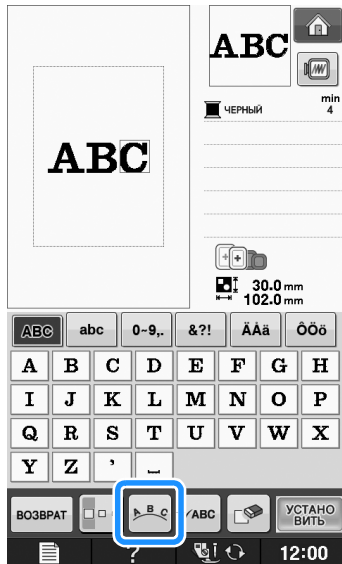 ABC
ABC
ЧЕРНЫЙ
min
4
30.0 mm
102.0 mm
ABC
abc
0~9,.
&?!
ÄÅä
ÔÖö
A B C D E F G H
I J K L M N O P
Q R S T U V W X
Y Z ' ⌴
ВОЗВРАТ
A B C
ABC
УСТАНО
ВИТЬ
?
12:00